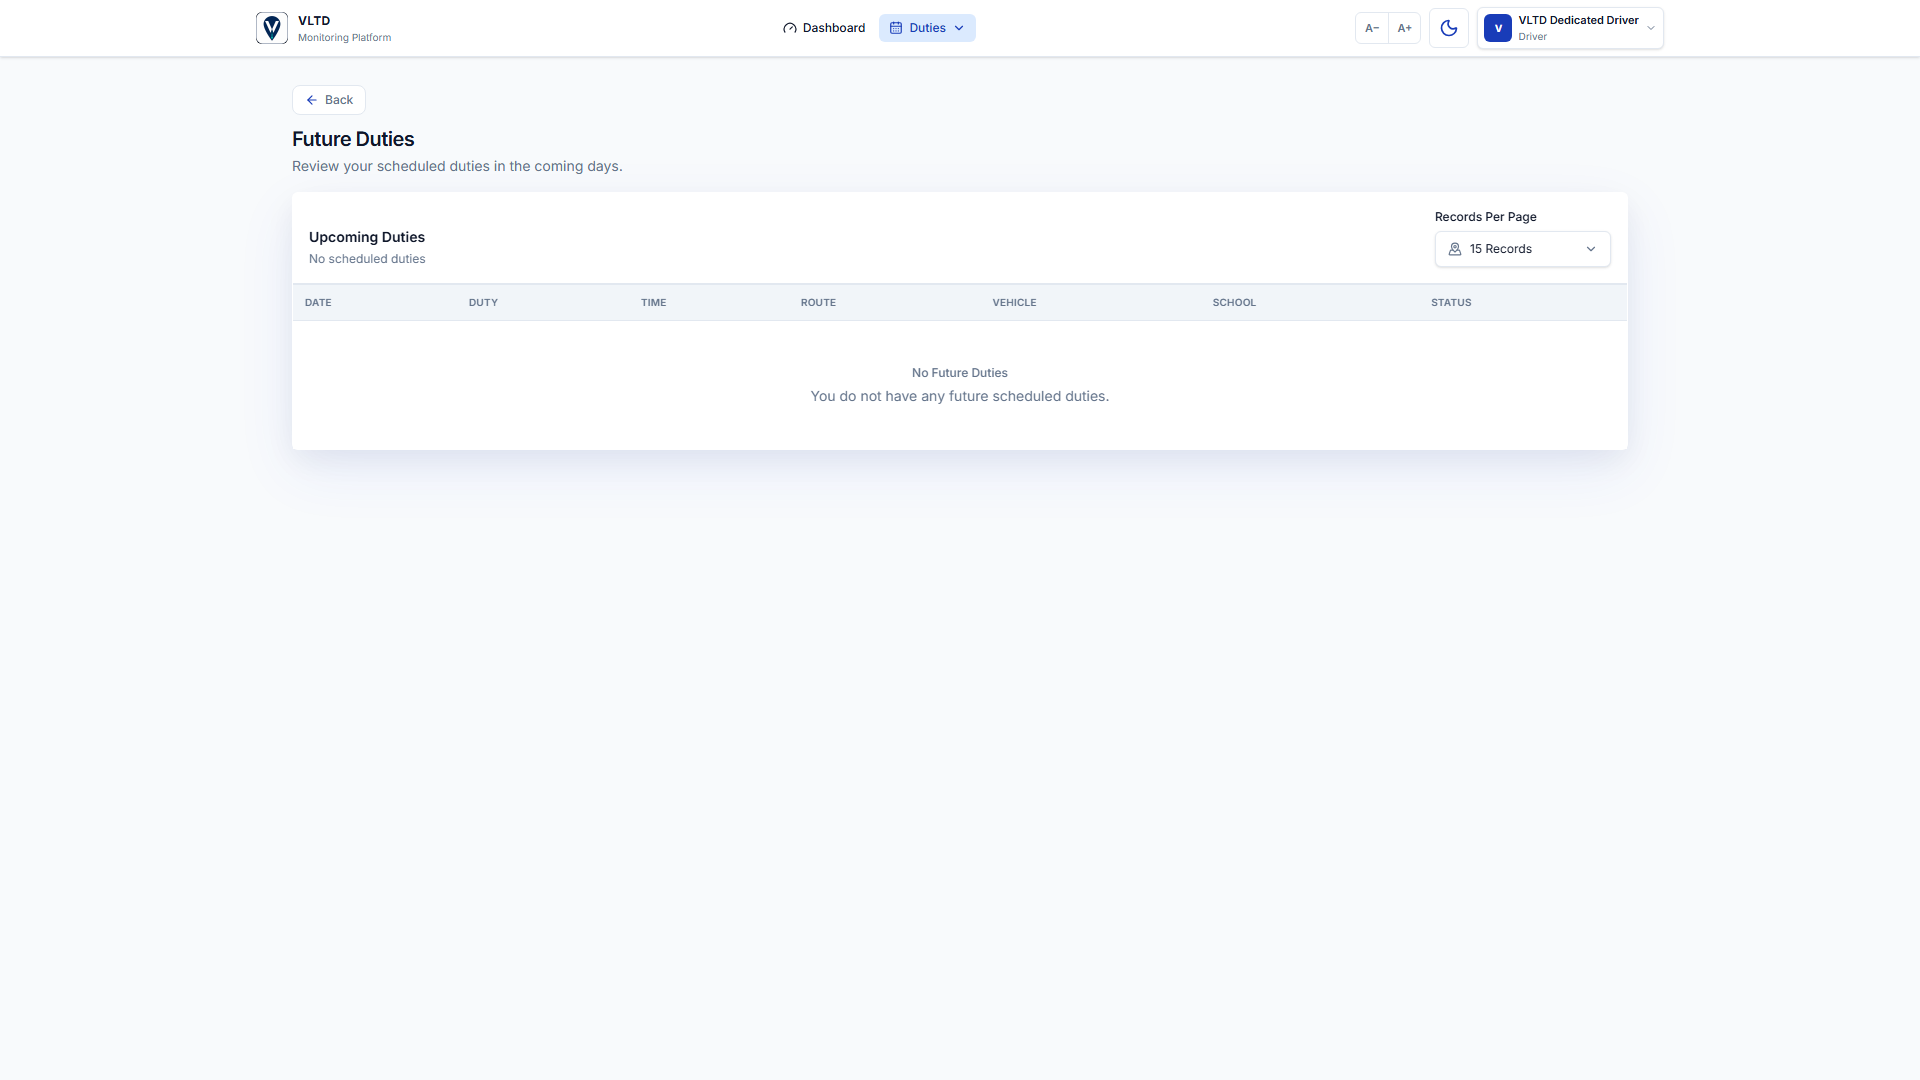 VLTD
Monitoring Platform
Dashboard
Duties
A−
A+
V
VLTD Dedicated Driver
Driver
Back
Future Duties
Review your scheduled duties in the coming days.
Upcoming Duties
No scheduled duties
Records Per Page
15 Records
DATE DUTY TIME ROUTE VEHICLE SCHOOL STATUS
No Future Duties
You do not have any future scheduled duties.